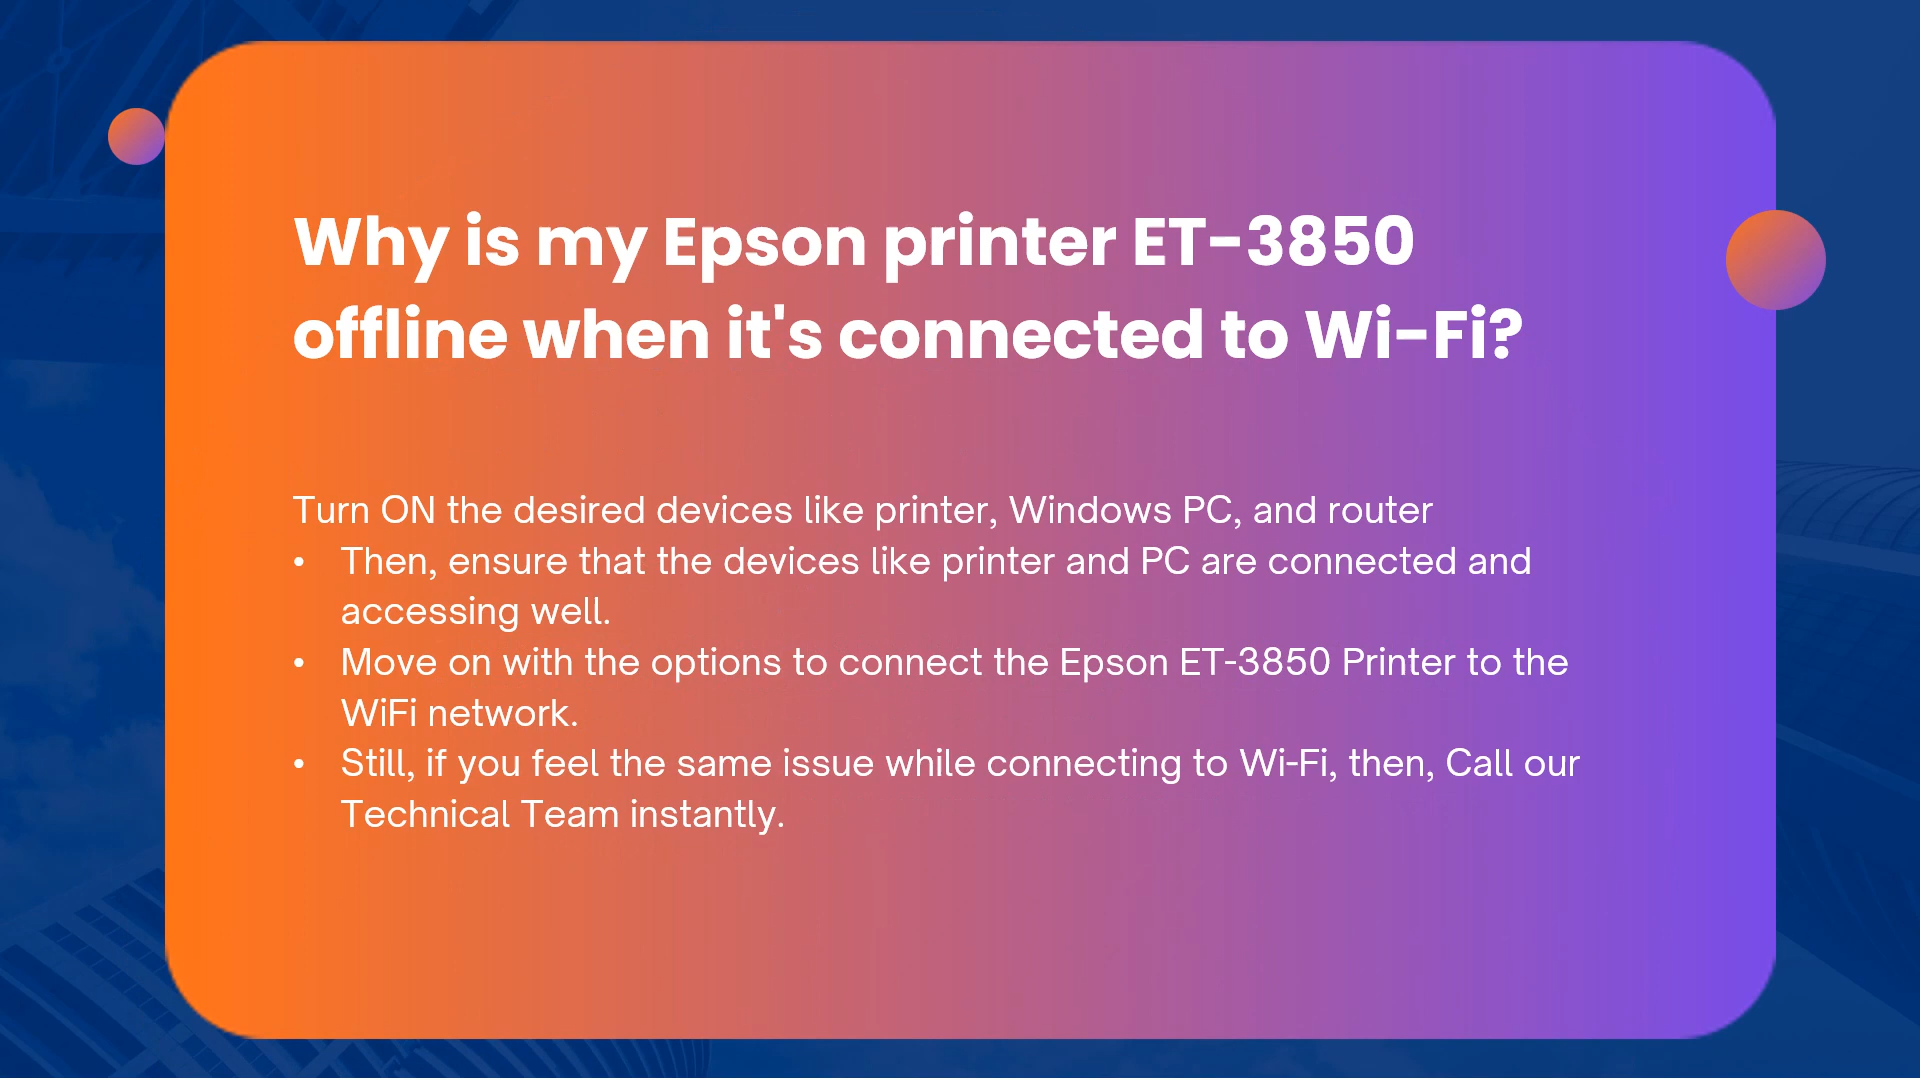 Why is my Epson printer ET-3850
offline when it's connected to Wi-Fi?
Turn ON the desired devices like printer, Windows PC, and router
• Then, ensure that the devices like printer and PC are connected and
accessing well.
• Move on with the options to connect the Epson ET-3850 Printer to the
WiFi network.
• Still, if you feel the same issue while connecting to Wi-Fi, then, Call our
Technical Team instantly.